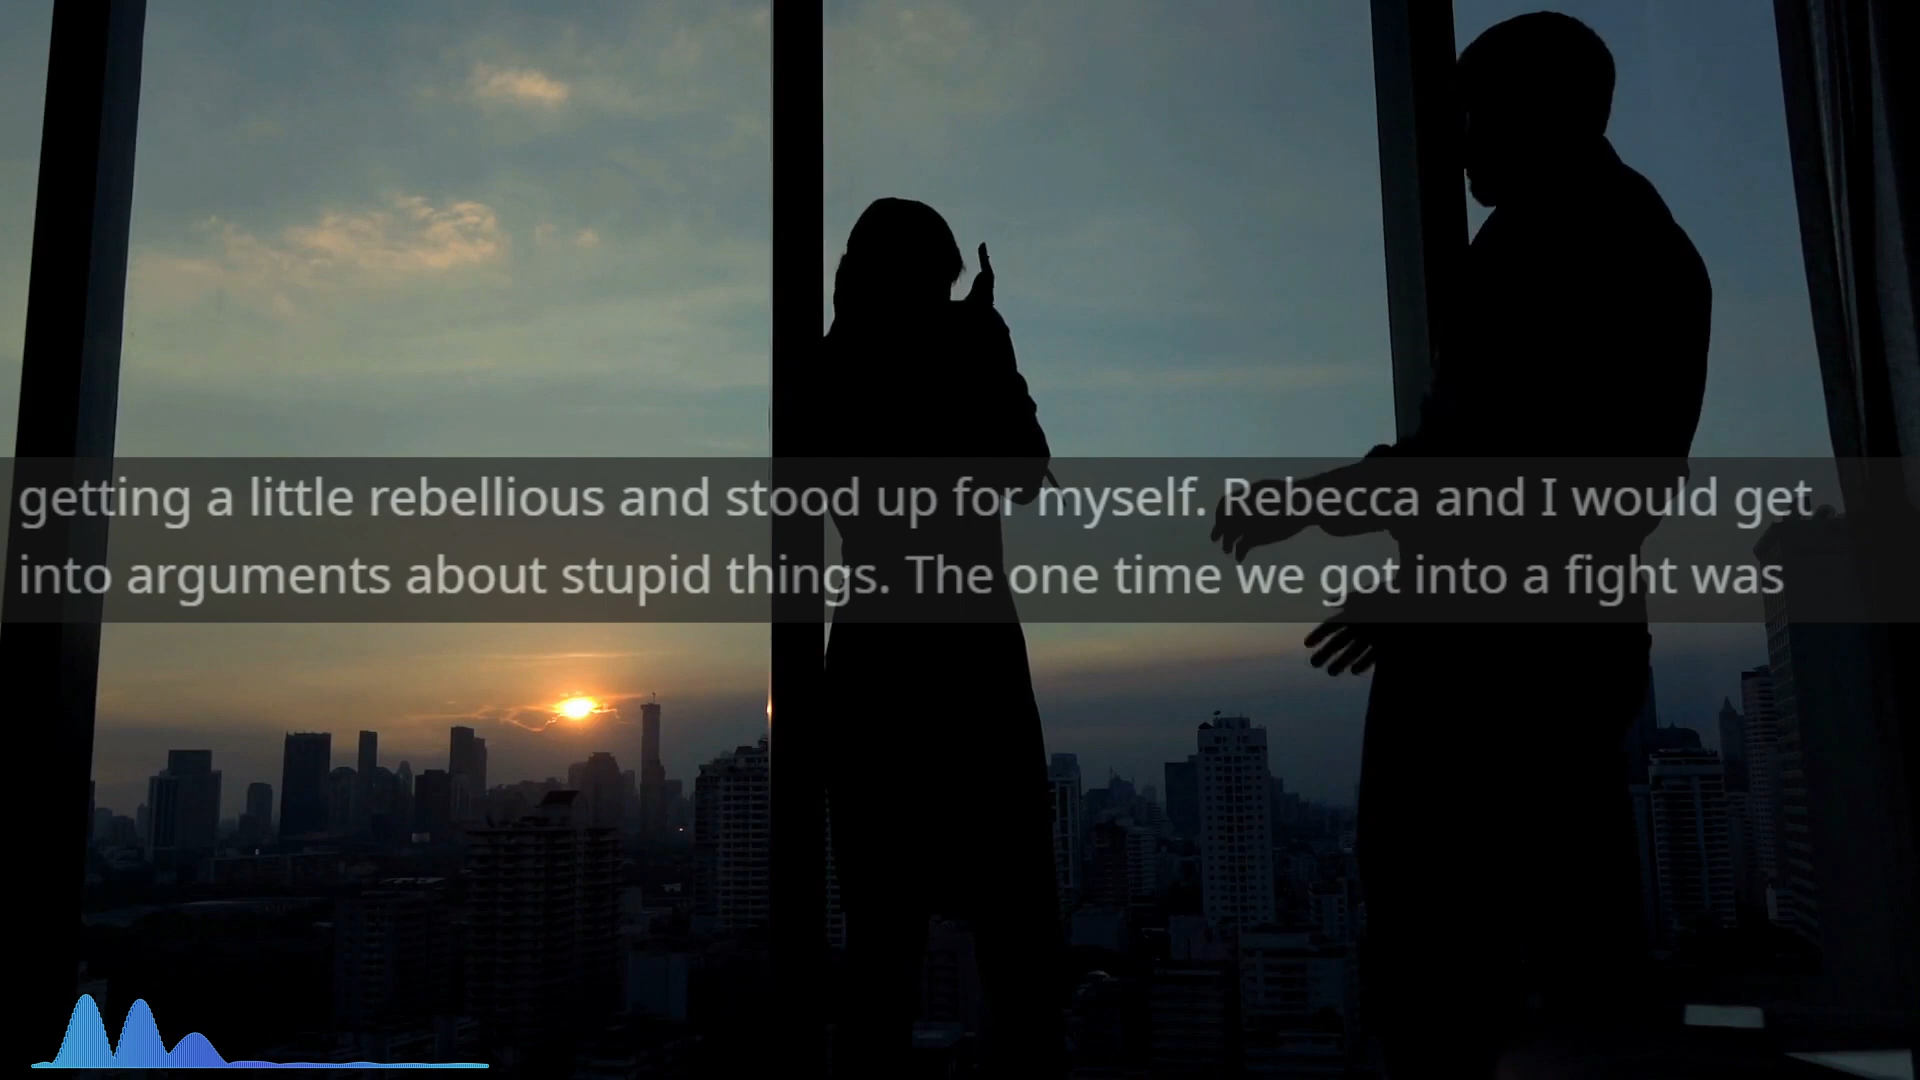 getting a little rebellious and stood up for myself. Rebecca and I would get
into arguments about stupid things. The one time we got into a fight was